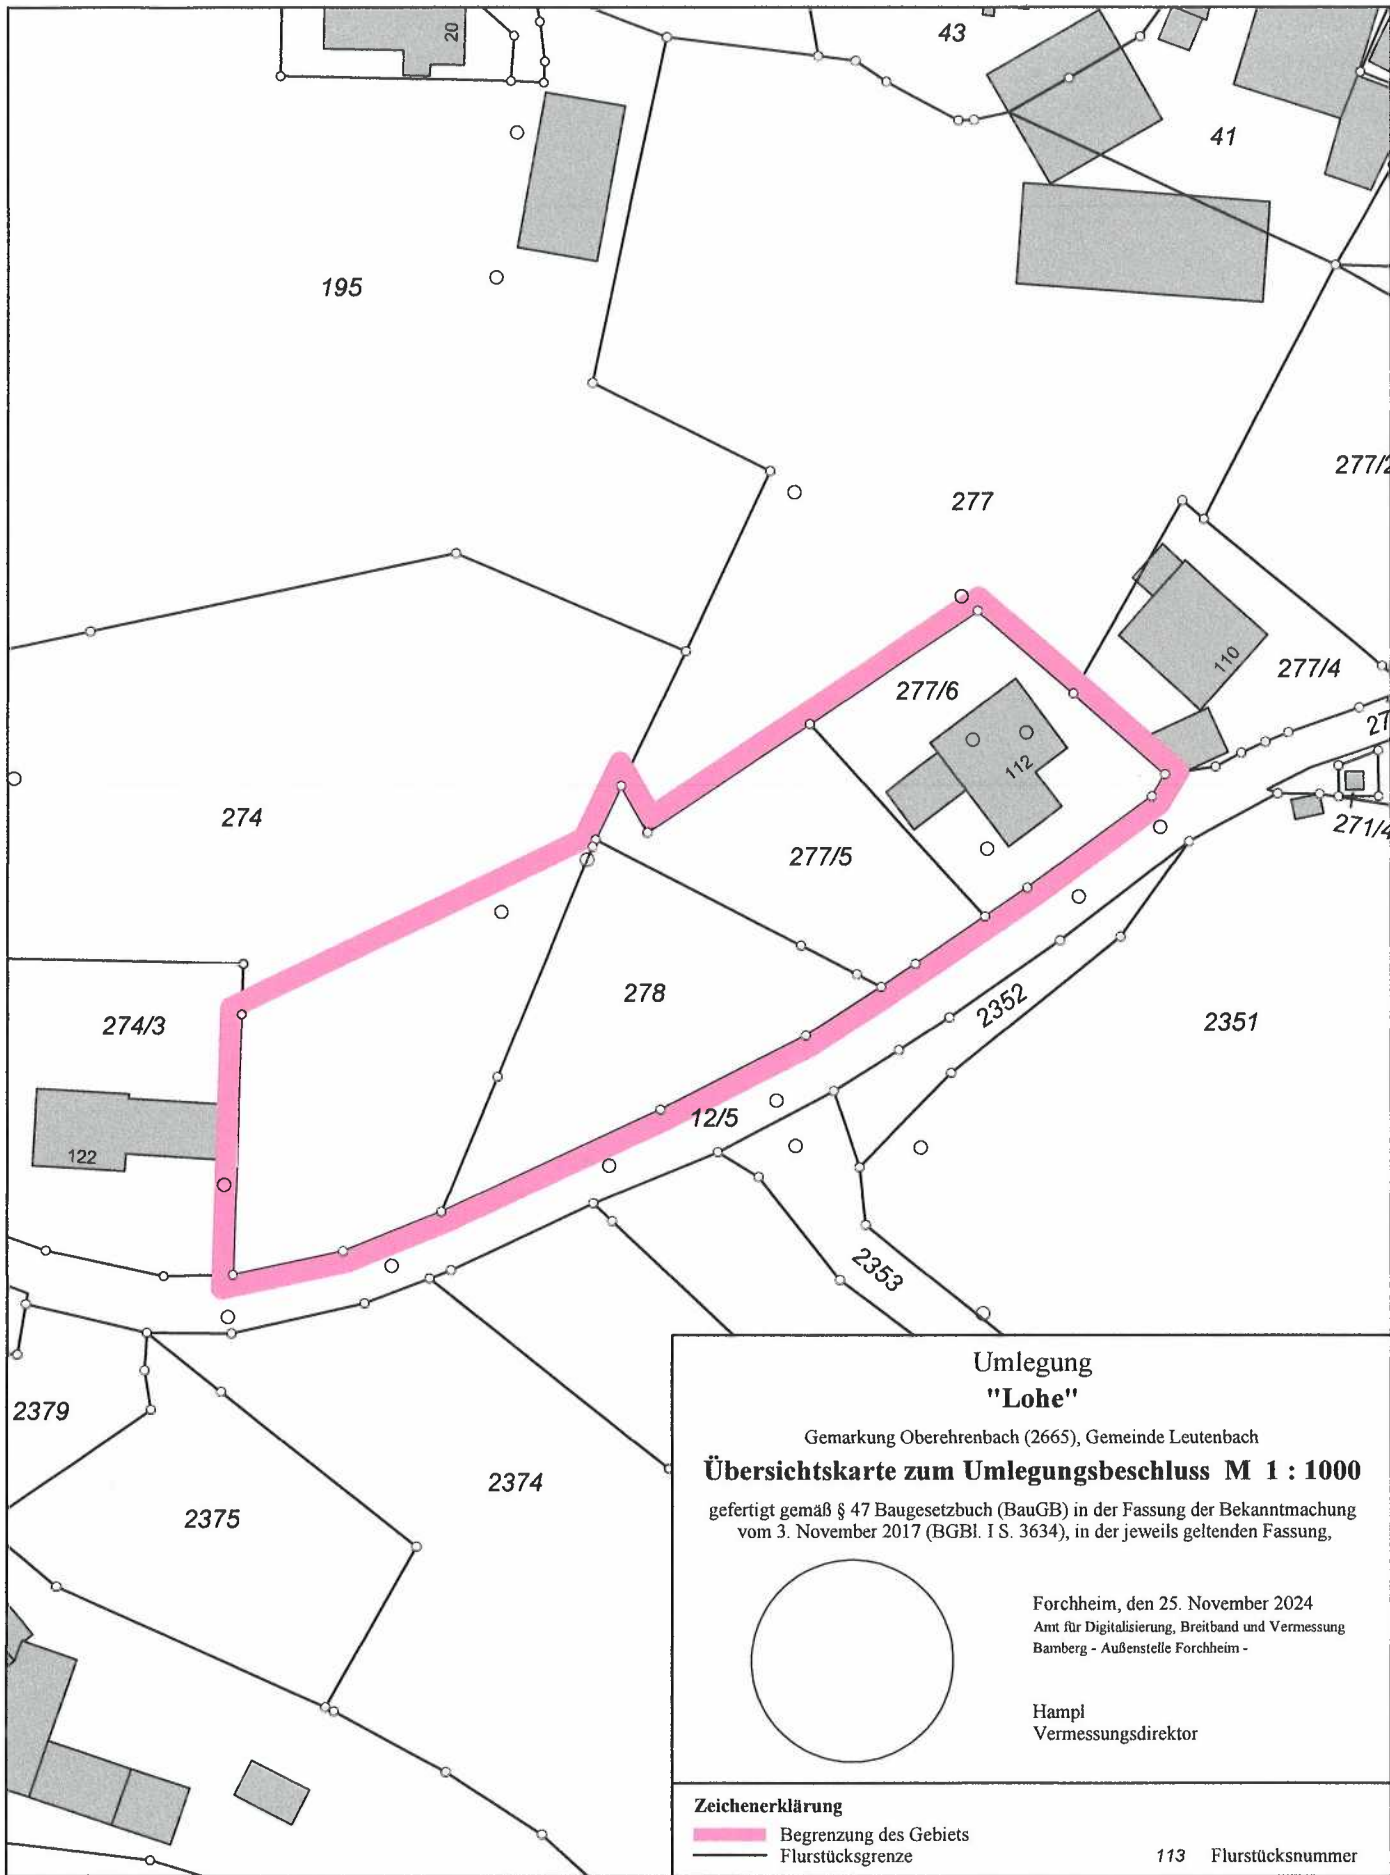 20
43
41
195
277/2
277
277/6
110
277/4
112
274
277/5
271/4
278
2352
274/3
2351
12/5
122
2353
2379
2374
2375
Umlegung
"Lohe"
Gemarkung Oberehrenbach (2665), Gemeinde Leutenbach
Übersichtskarte zum Umlegungsbeschluss M 1 : 1000
gefertigt gemäß § 47 Baugesetzbuch (BauGB) in der Fassung der Bekanntmachung
vom 3. November 2017 (BGBl. I S. 3634), in der jeweils geltenden Fassung,
Forchheim, den 25. November 2024
Amt für Digitalisierung, Breitband und Vermessung
Bamberg - Außenstelle Forchheim -
Hampl
Vermessungsdirektor
Zeichenerklärung
Begrenzung des Gebiets
Flurstücksgrenze
113 Flurstücksnummer